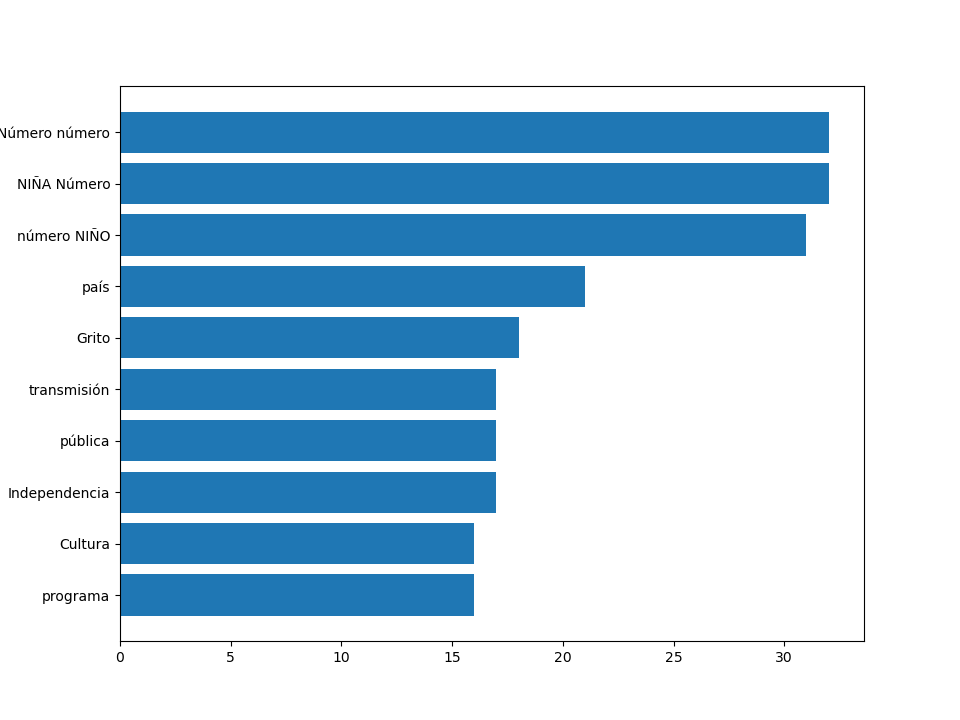 Número número
NIÑA Número
número NIÑO
país
Grito
transmisión
pública
Independencia
Cultura
programa
0 5 10 15 20 25 30